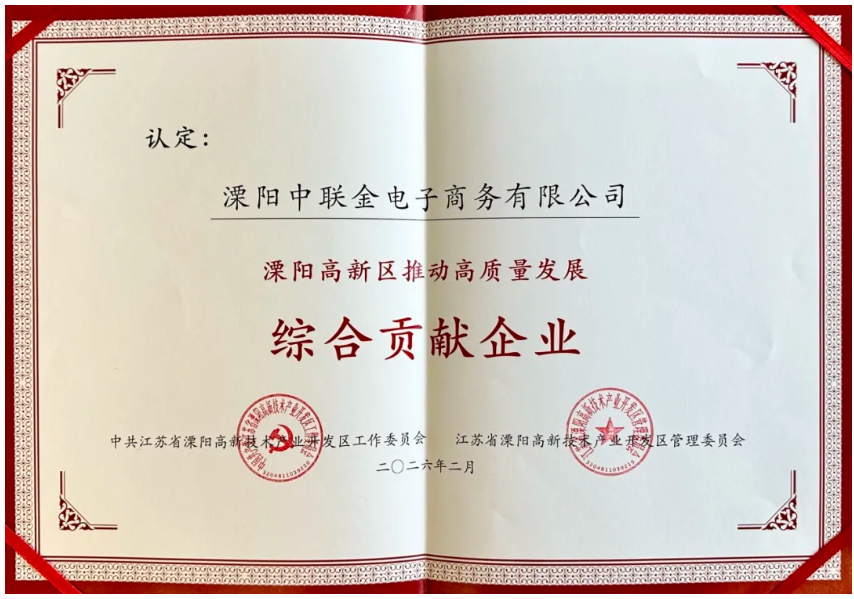 认定：
溧阳中联金电子商务有限公司
溧阳高新区推动高质量发展
综合贡献企业
中共江苏省溧阳高新技术产业开发区工作委员会 江苏省溧阳高新技术产业开发区管理委员会
二〇二六年二月